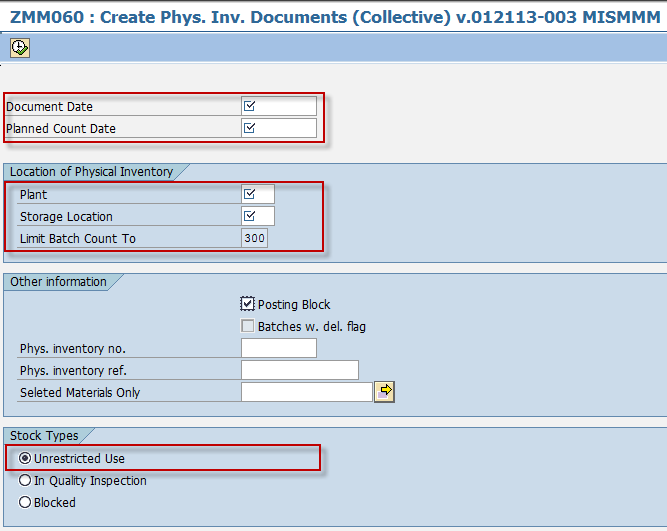 ZMM060 : Create Phys. Inv. Documents (Collective) v.012113-003 MISMMM
Document Date
Planned Count Date
Location of Physical Inventory
Plant
Storage Location
Limit Batch Count To 300
Other information
Posting Block
Batches w. del. flag
Phys. inventory no.
Phys. inventory ref.
Seleted Materials Only
Stock Types
Unrestricted Use
In Quality Inspection
Blocked